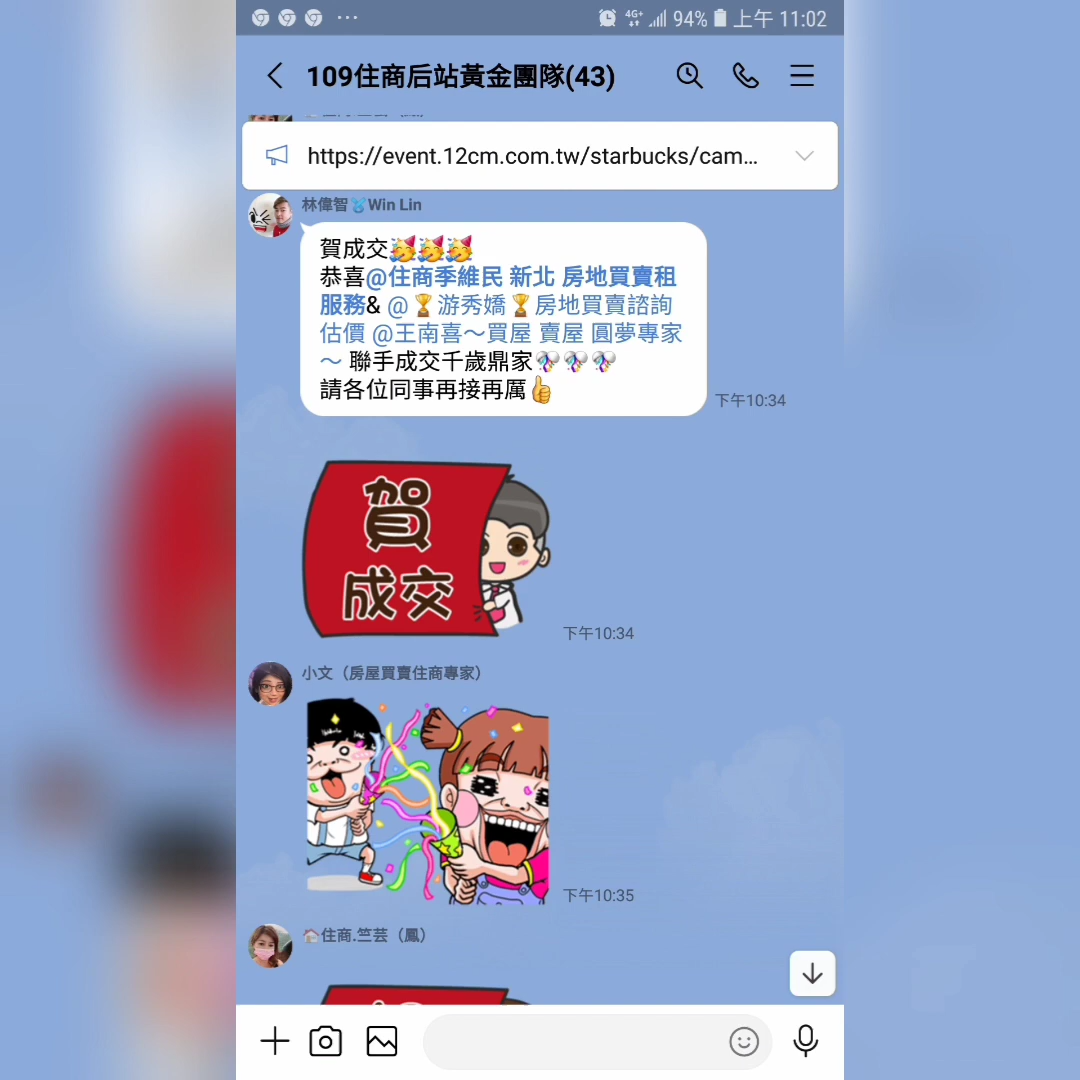 4G+ 94% 上午 11:02
109住商后站黃金團隊(43)
https://event.12cm.com.tw/starbucks/cam...
林偉智🥎Win Lin
賀成交🥳🥳🥳
恭喜@住商季維民 新北 房地買賣租
服務& @🏆游秀嬌🏆房地買賣諮詢
估價 @王南喜～買屋 賣屋 圓夢專家
～ 聯手成交千歲鼎家🎊🎊🎊
請各位同事再接再厲👍
下午10:34
賀
成交
下午10:34
小文（房屋買賣住商專家）
下午10:35
🏠住商.竺芸（鳳）